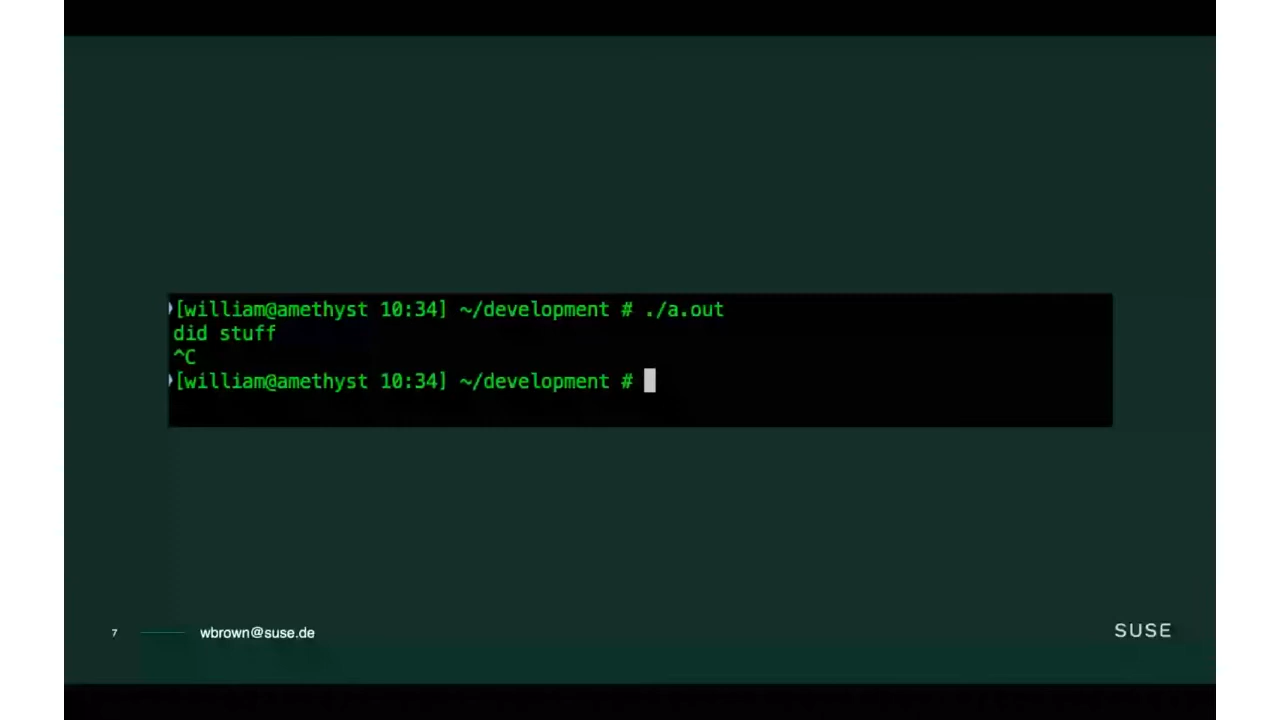 [william@amethyst 10:34] ~/development # ./a.out
did stuff
^C
[william@amethyst 10:34] ~/development #
7
wbrown@suse.de
SUSE